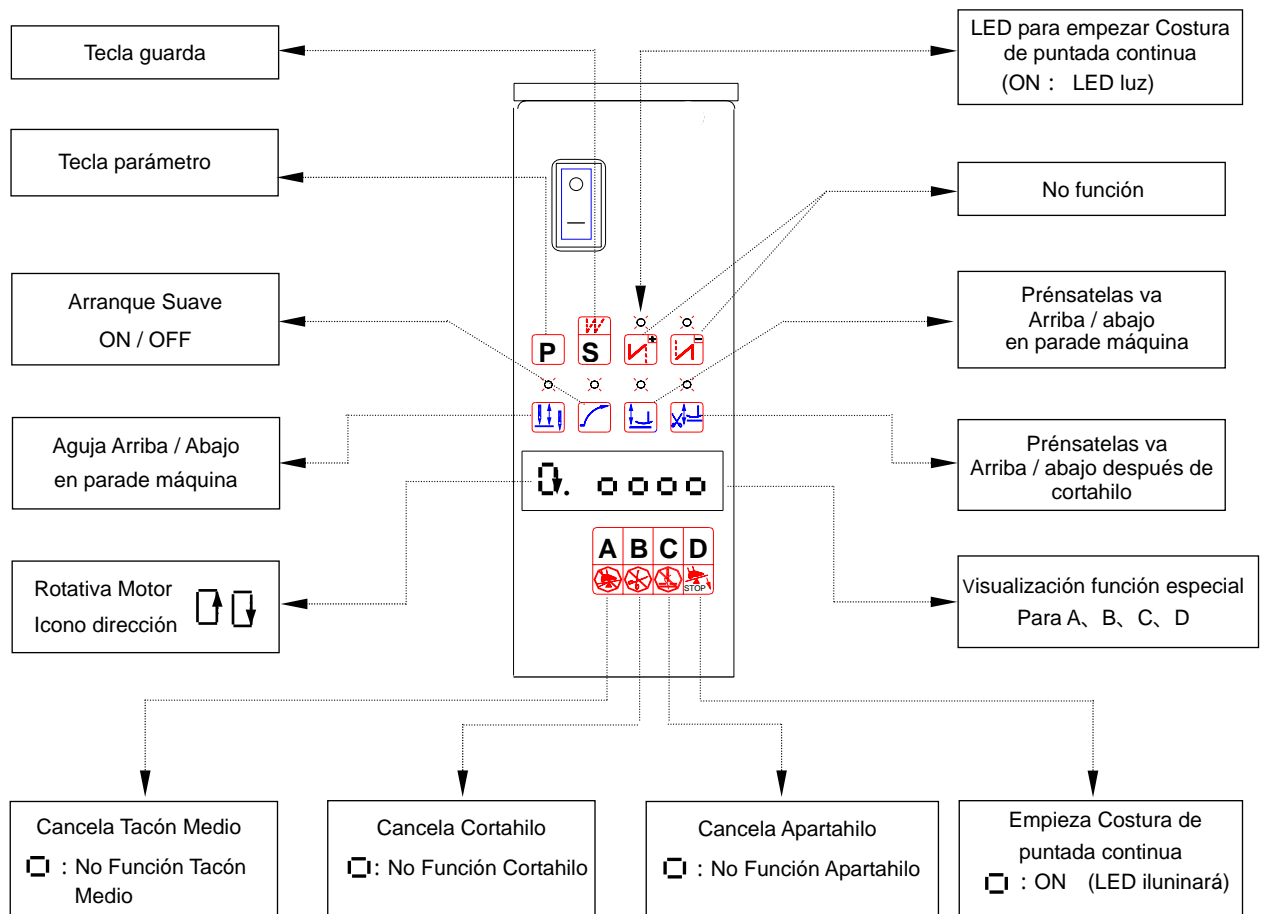 Tecla guarda
LED para empezar Costura
de puntada continua
(ON： LED luz)
Tecla parámetro
No función
Arranque Suave
ON / OFF
Prénsatelas va
Arriba / abajo
en parade máquina
P
S
+
−
Aguja Arriba / Abajo
en parade máquina
Prénsatelas va
Arriba / abajo después de
cortahilo
A B C D
STOP
Rotativa Motor
Icono dirección
Visualización función especial
Para A、B、C、D
Cancela Tacón Medio
: No Función Tacón
Medio
Cancela Cortahilo
: No Función Cortahilo
Cancela Apartahilo
: No Función Apartahilo
Empieza Costura de
puntada continua
: ON (LED iluninará)